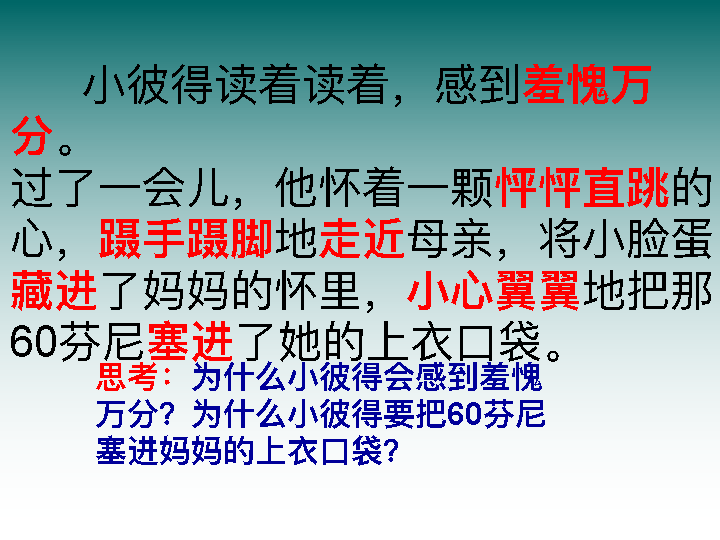 小彼得读着读着，感到羞愧万
分。
过了一会儿，他怀着一颗怦怦直跳的
心，蹑手蹑脚地走近母亲，将小脸蛋
藏进了妈妈的怀里，小心翼翼地把那
60芬尼塞进了她的上衣口袋。
思考：为什么小彼得会感到羞愧
万分？为什么小彼得要把60芬尼
塞进妈妈的上衣口袋？